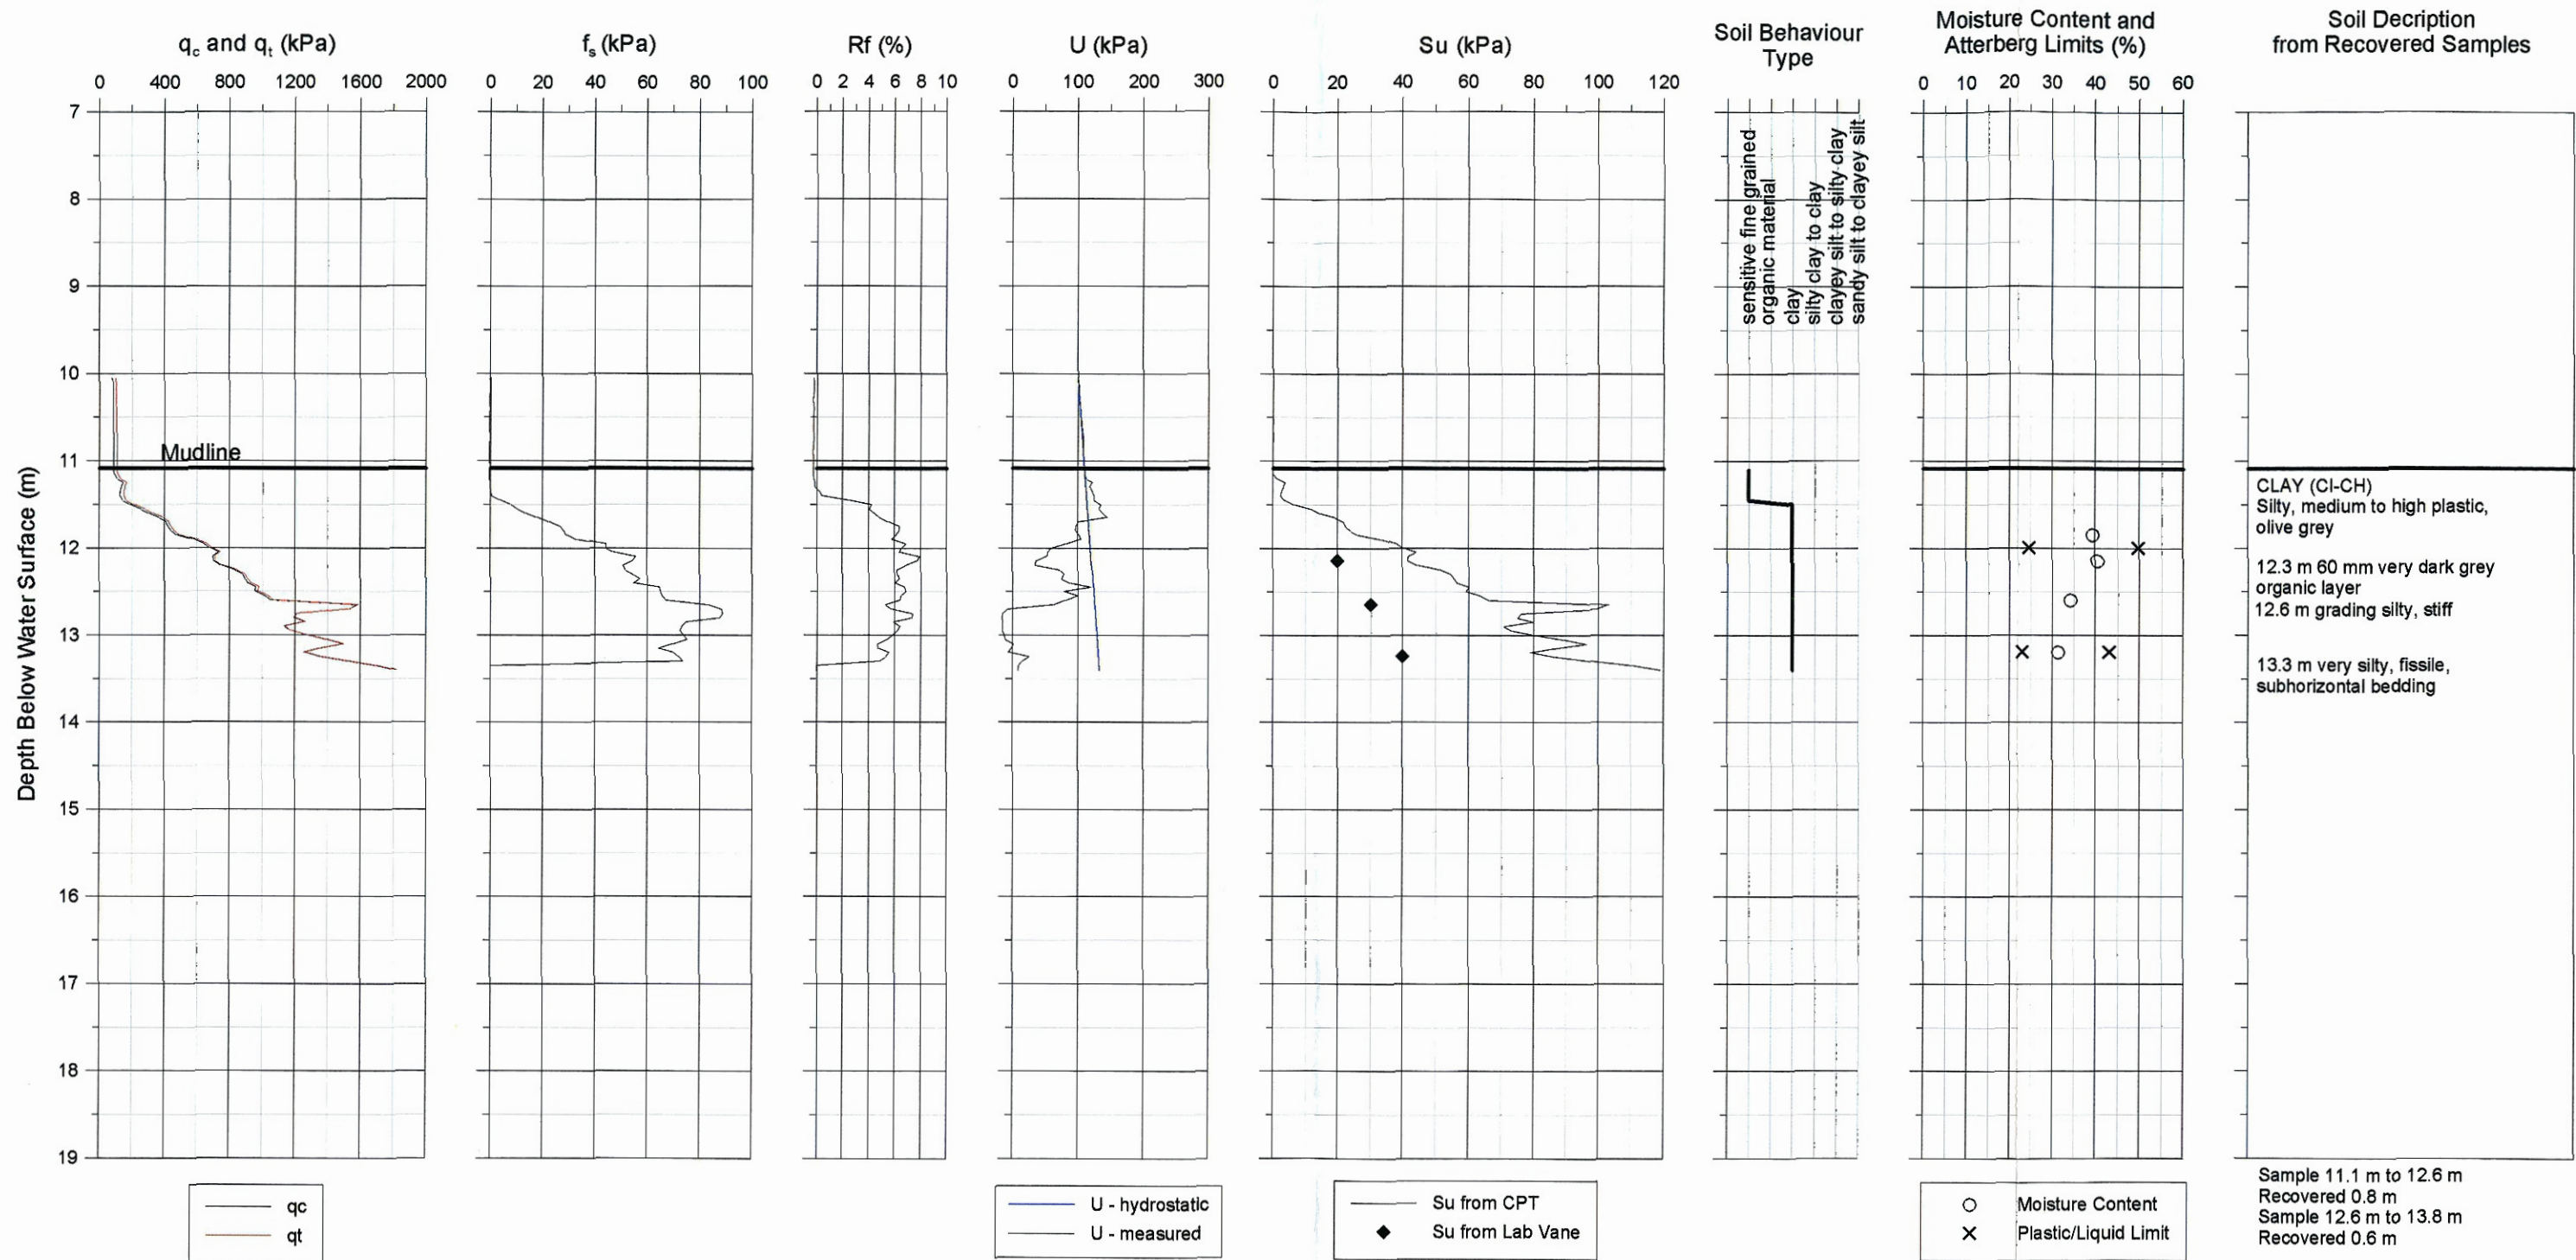 qc and qt (kPa)
0 400 800 1200 1600 2000
fs (kPa)
0 20 40 60 80 100
Rf (%)
0 2 4 6 8 10
U (kPa)
0 100 200 300
Su (kPa)
0 20 40 60 80 100 120
Soil Behaviour
Type
Moisture Content and
Atterberg Limits (%)
0 10 20 30 40 50 60
Soil Decription
from Recovered Samples
Depth Below Water Surface (m)
7
8
9
10
11
12
13
14
15
16
17
18
19
Mudline
sensitive fine grained
organic material
clay
silty clay to clay
clayey silt to silty clay
sandy silt to clayey silt
CLAY (CI-CH)
Silty, medium to high plastic,
olive grey
12.3 m 60 mm very dark grey
organic layer
12.6 m grading silty, stiff
13.3 m very silty, fissile,
subhorizontal bedding
qc
qt
U - hydrostatic
U - measured
Su from CPT
Su from Lab Vane
Moisture Content
Plastic/Liquid Limit
Sample 11.1 m to 12.6 m
Recovered 0.8 m
Sample 12.6 m to 13.8 m
Recovered 0.6 m